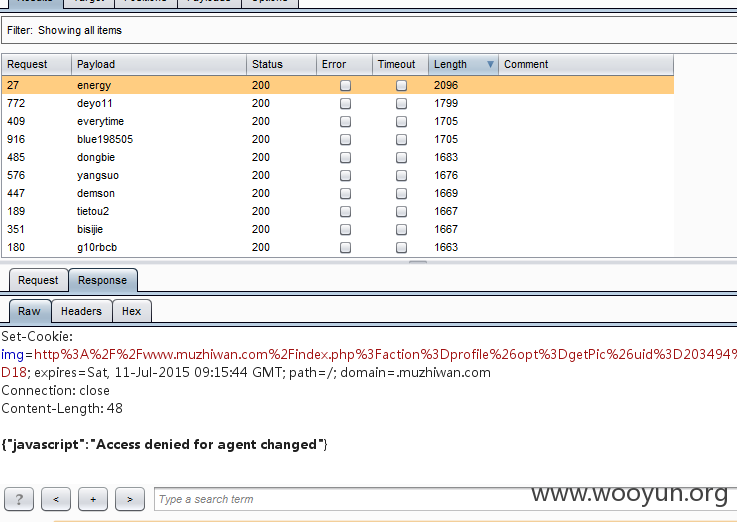 Results Target Positions Payloads Options
Filter: Showing all items
Request Payload Status Error Timeout Length Comment
27 energy 200 2096
772 deyo11 200 1799
409 everytime 200 1705
916 blue198505 200 1705
485 dongbie 200 1683
576 yangsuo 200 1676
447 demson 200 1669
189 tietou2 200 1667
351 bisijie 200 1667
180 g10rbcb 200 1663
Request Response
Raw Headers Hex
Set-Cookie:
img=http%3A%2F%2Fwww.muzhiwan.com%2Findex.php%3Faction%3Dprofile%26opt%3DgetPic%26uid%3D203494%
D18; expires=Sat, 11-Jul-2015 09:15:44 GMT; path=/; domain=.muzhiwan.com
Connection: close
Content-Length: 48
{"javascript":"Access denied for agent changed"}
? < + > Type a search term
www.wooyun.org